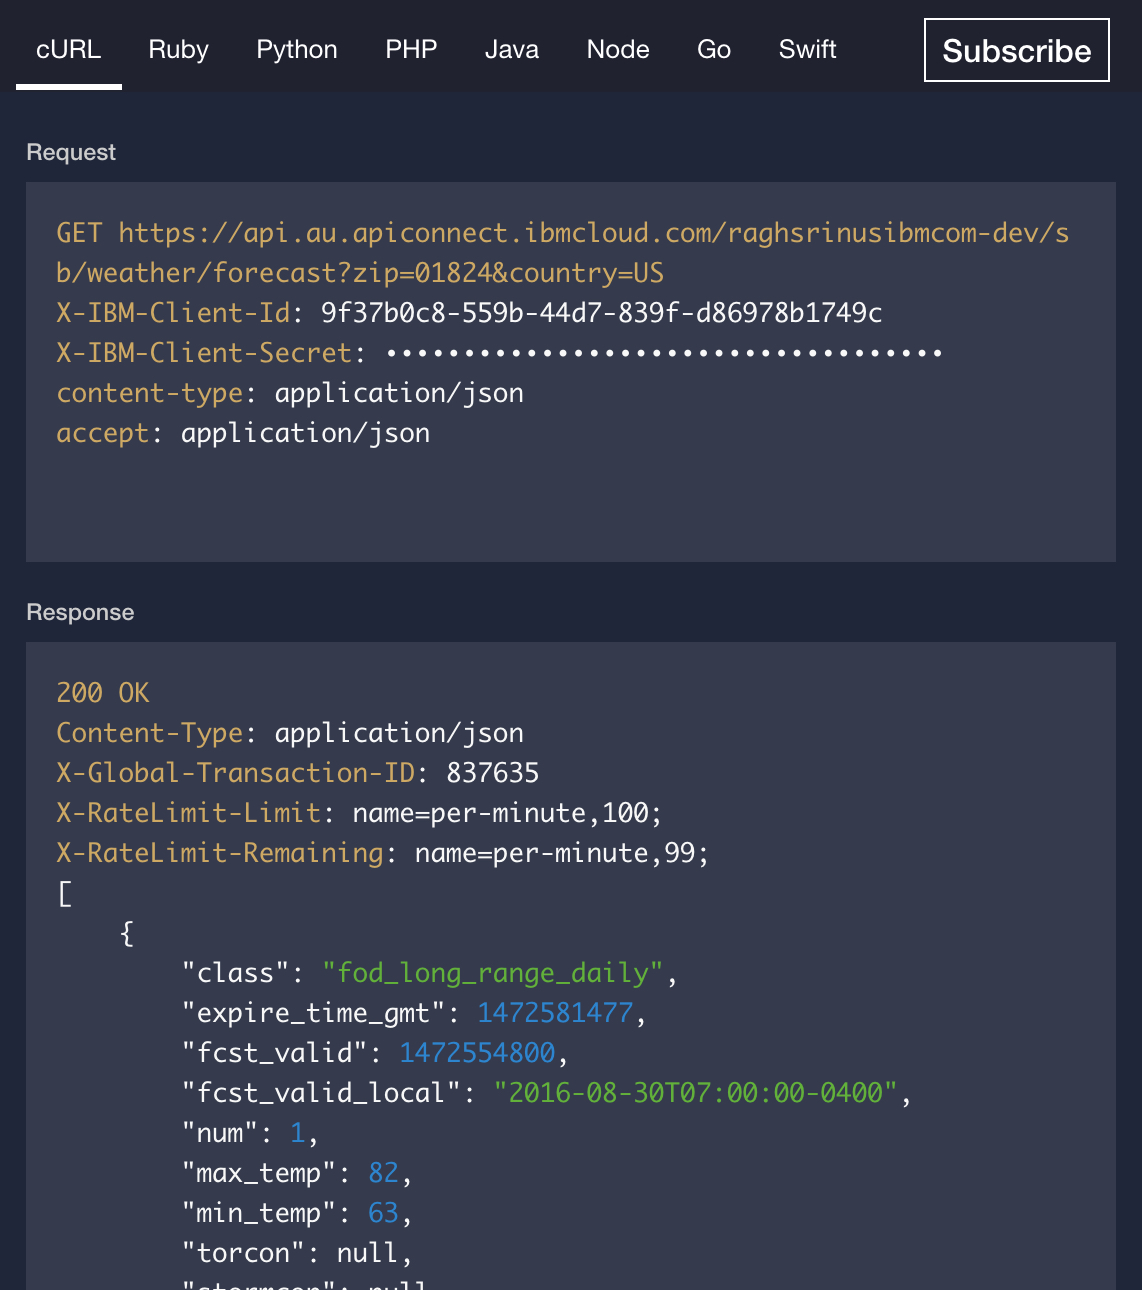 cURL Ruby Python PHP Java Node Go Swift Subscribe
Request
GET https://api.au.apiconnect.ibmcloud.com/raghsrinusibmcom-dev/s
b/weather/forecast?zip=01824&country=US
X-IBM-Client-Id: 9f37b0c8-559b-44d7-839f-d86978b1749c
X-IBM-Client-Secret: ••••••••••••••••••••••••••••••••••••
content-type: application/json
accept: application/json
Response
200 OK
Content-Type: application/json
X-Global-Transaction-ID: 837635
X-RateLimit-Limit: name=per-minute,100;
X-RateLimit-Remaining: name=per-minute,99;
[
{
"class": "fod_long_range_daily",
"expire_time_gmt": 1472581477,
"fcst_valid": 1472554800,
"fcst_valid_local": "2016-08-30T07:00:00-0400",
"num": 1,
"max_temp": 82,
"min_temp": 63,
"torcon": null,
"stormcon": null